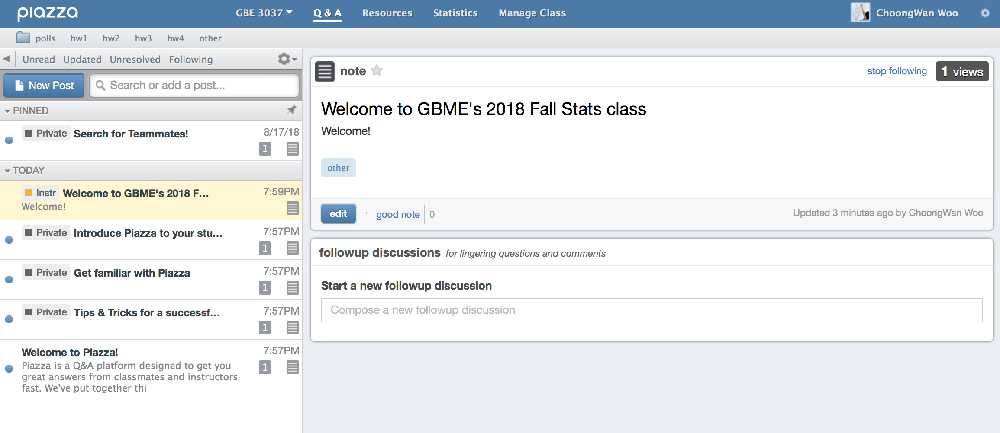 piazza
GBE 3037
Q & A
Resources
Statistics
Manage Class
ChoongWan Woo
polls
hw1
hw2
hw3
hw4
other
Unread
Updated
Unresolved
Following
New Post
Search or add a post...
PINNED
Private Search for Teammates! 8/17/18
1
TODAY
Instr Welcome to GBME's 2018 F... 7:59PM
Welcome!
Private Introduce Piazza to your stu... 7:57PM
1
Private Get familiar with Piazza 7:57PM
1
Private Tips & Tricks for a successf... 7:57PM
1
Welcome to Piazza! 7:57PM
Piazza is a Q&A platform designed to get you
great answers from classmates and instructors
fast. We've put together thi
1
note
stop following
1 views
Welcome to GBME's 2018 Fall Stats class
Welcome!
other
edit · good note 0
Updated 3 minutes ago by ChoongWan Woo
followup discussions for lingering questions and comments
Start a new followup discussion
Compose a new followup discussion